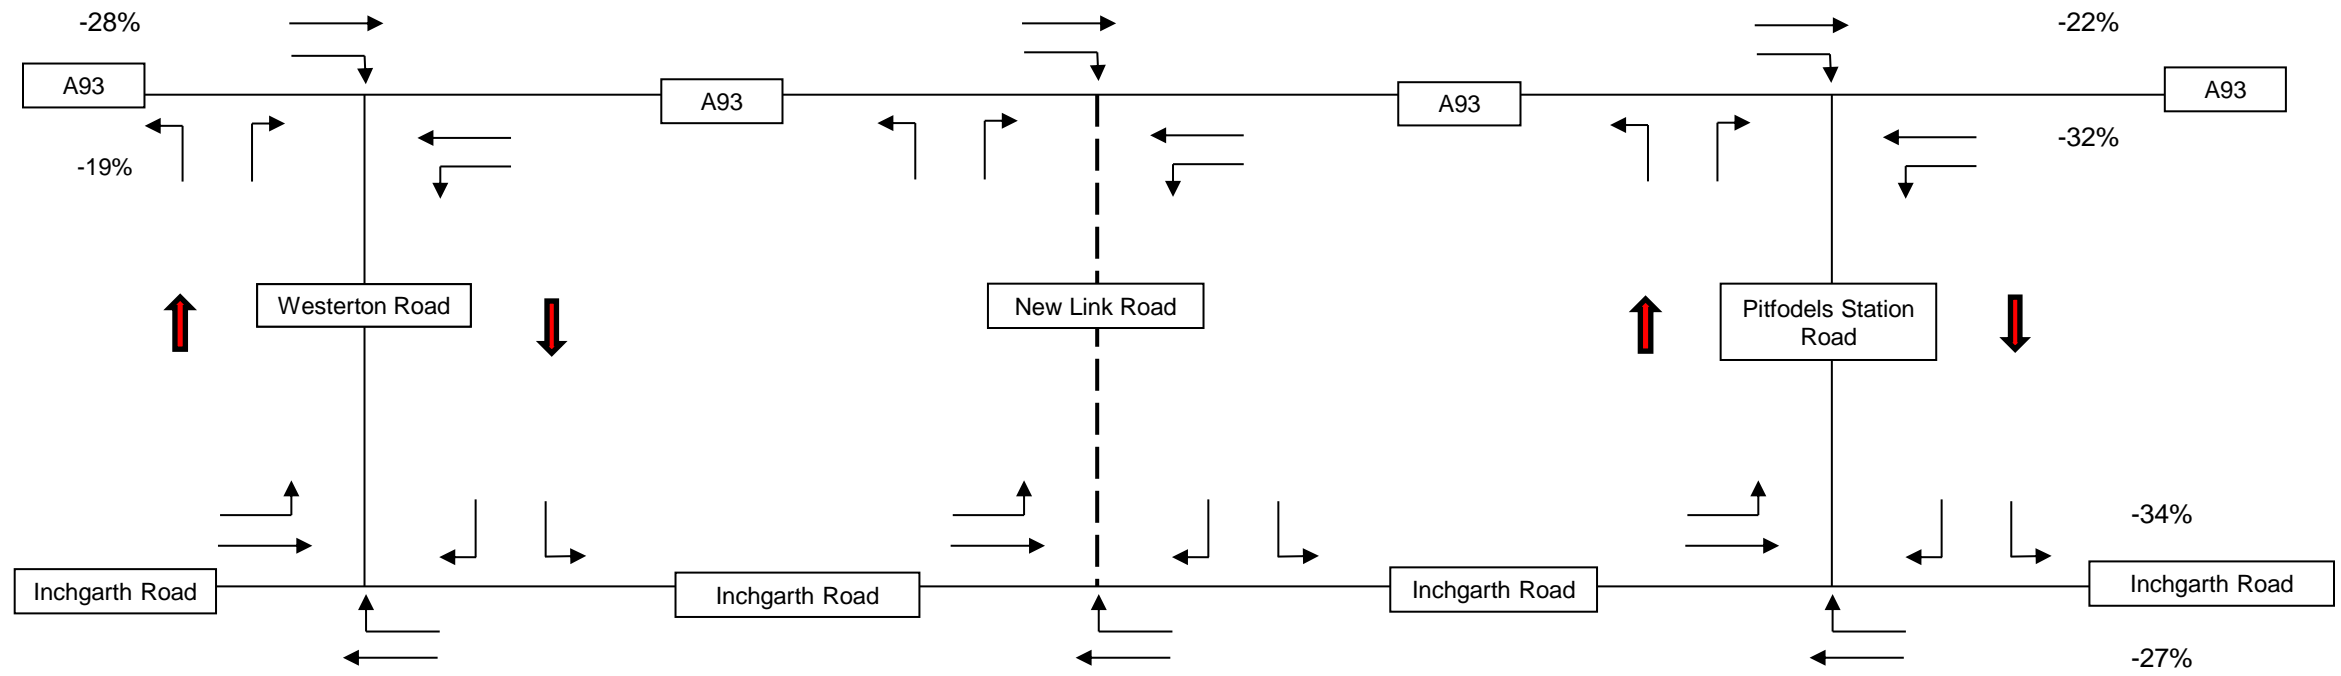 -28%
-22%
A93
A93
A93
A93
-19%
-32%
Westerton Road
New Link Road
Pitfodels Station
Road
-34%
Inchgarth Road
Inchgarth Road
Inchgarth Road
Inchgarth Road
-27%